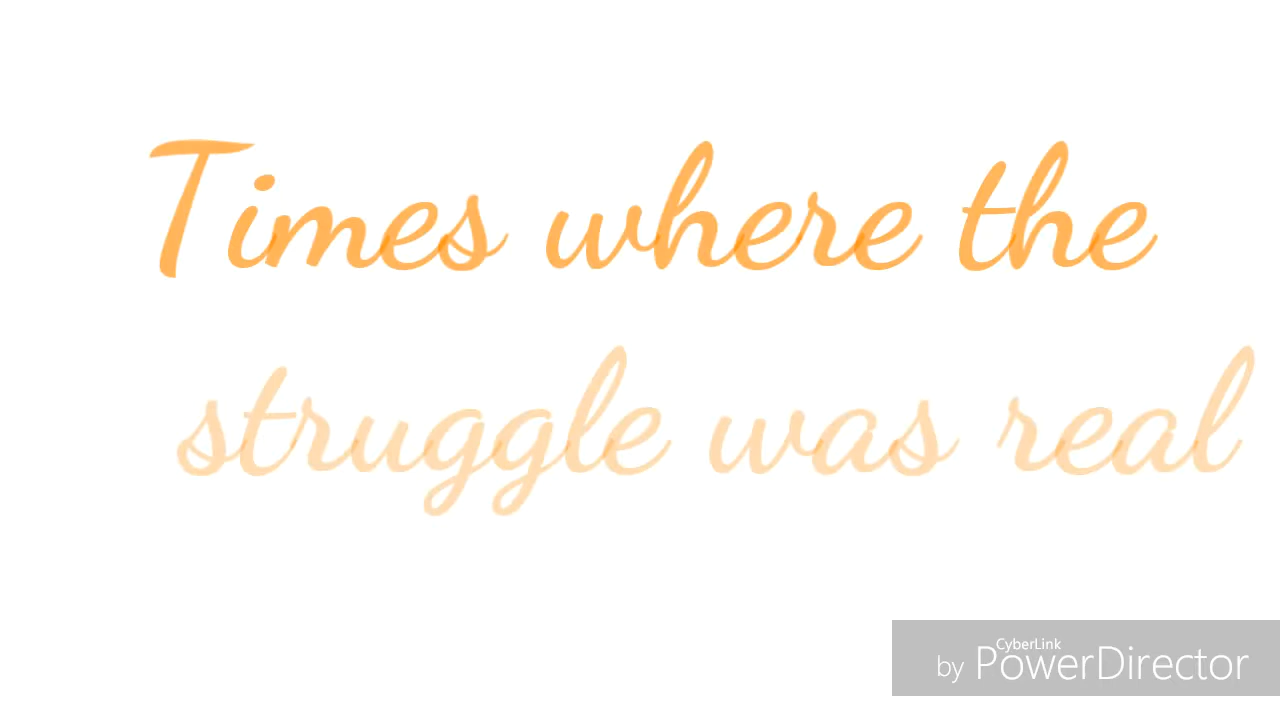 Times where the
struggle was real
CyberLink
by PowerDirector